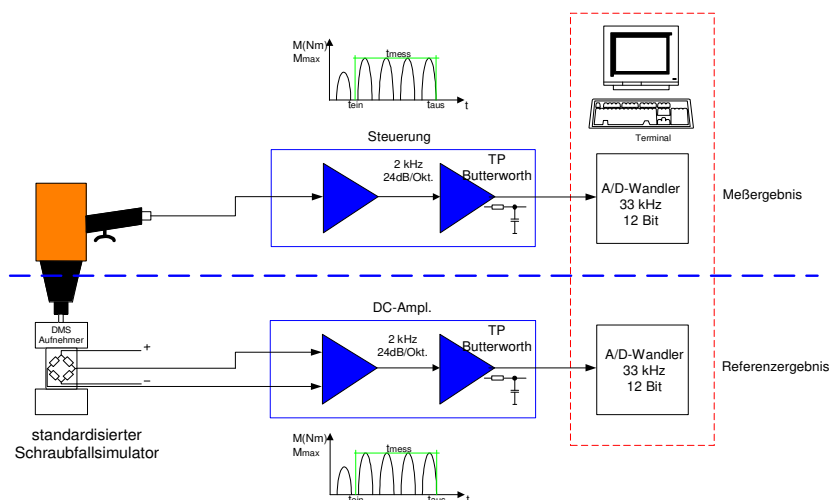 M(Nm)
Mmax
tmess
tein
taus
t
Steuerung
2 kHz
24dB/Okt.
TP
Butterworth
Terminal
A/D-Wandler
33 kHz
12 Bit
Meßergebnis
DMS
Aufnehmer
+
−
standardisierter
Schraubfallsimulator
DC-Ampl.
2 kHz
24dB/Okt.
TP
Butterworth
A/D-Wandler
33 kHz
12 Bit
Referenzergebnis
M(Nm)
Mmax
tmess
tein
taus
t